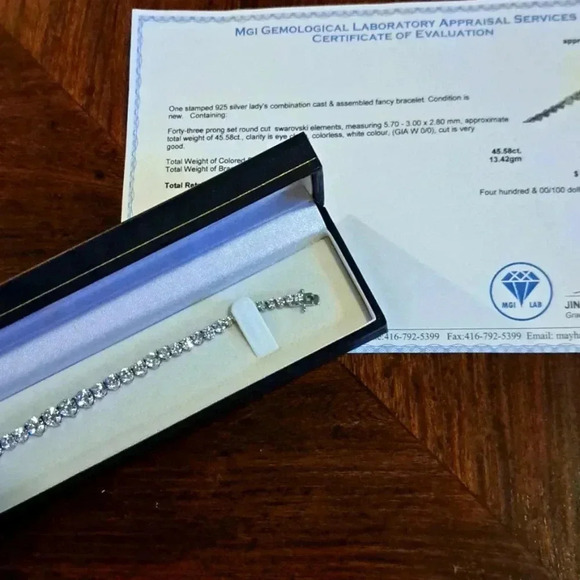 MGI GEMOLOGICAL LABORATORY APPRAISAL SERVICES
CERTIFICATE OF EVALUATION
One stamped 925 silver lady's combination cast & assembled fancy bracelet. Condition is
new. Containing:
Forty-three prong set round cut swarovski elements, measuring 5.70 - 3.00 x 2.80 mm, approximate
total weight of 45.58ct., clarity is eye colorless, white colour, (GIA W 0/0), cut is very
good.
Total Weight of Colored 45.58ct.
Total Weight of 13.42gm
Total $
Four hundred & 00/100
MGI LAB
JIN
416-792-5399 Fax:416-792-5399 Email: